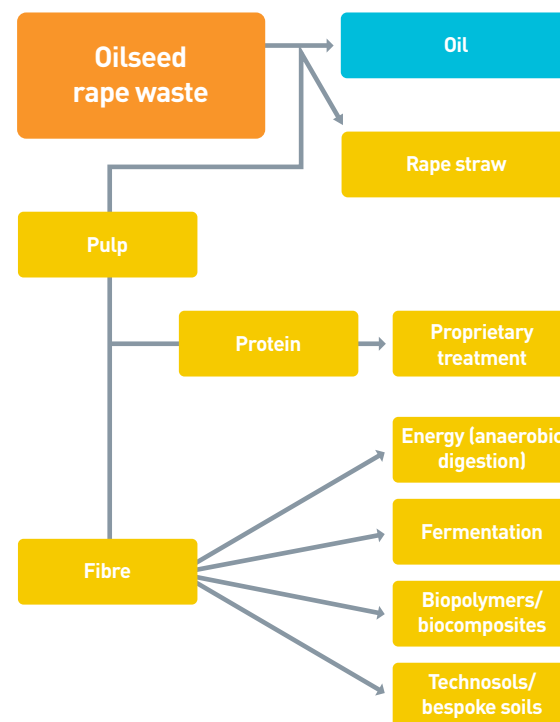 Oilseed
rape waste
Oil
Rape straw
Pulp
Protein
Proprietary
treatment
Energy (anaerobic
digestion)
Fibre
Fermentation
Biopolymers/
biocomposites
Technosols/
bespoke soils